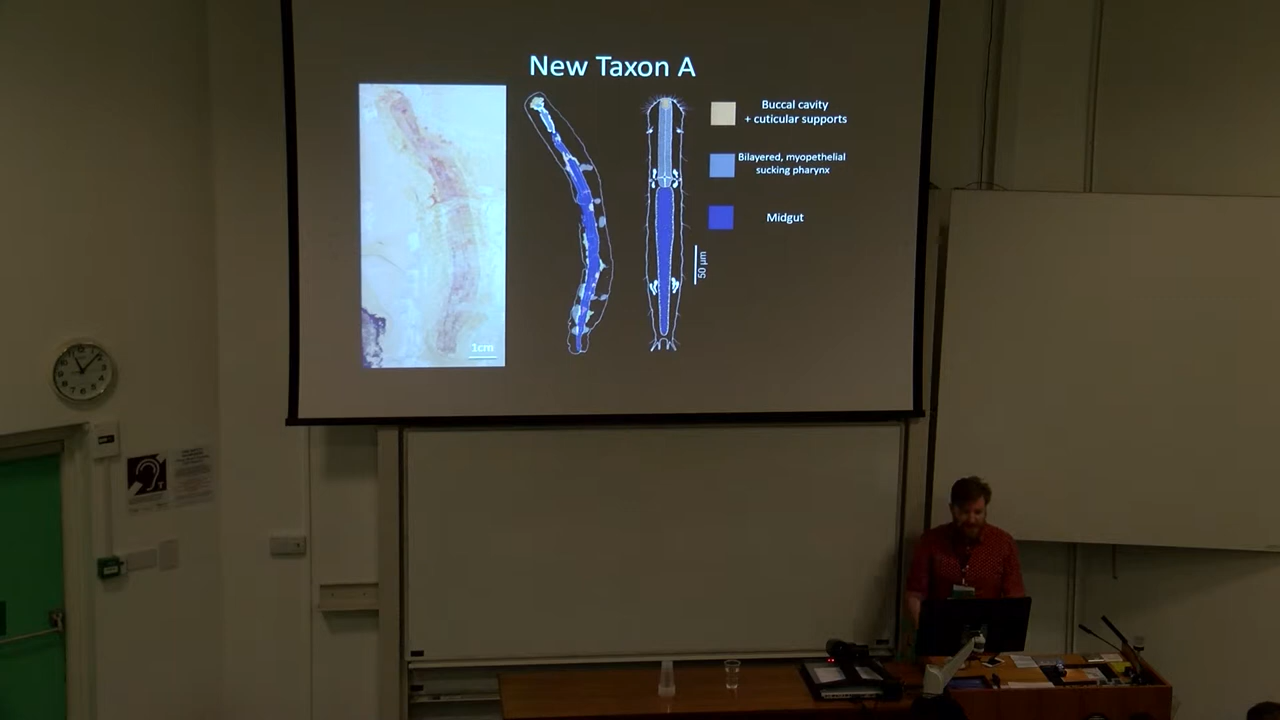 New Taxon A
Buccal cavity
+ cuticular supports
Bilayered, myopethelial
sucking pharynx
Midgut
50 µm
1cm